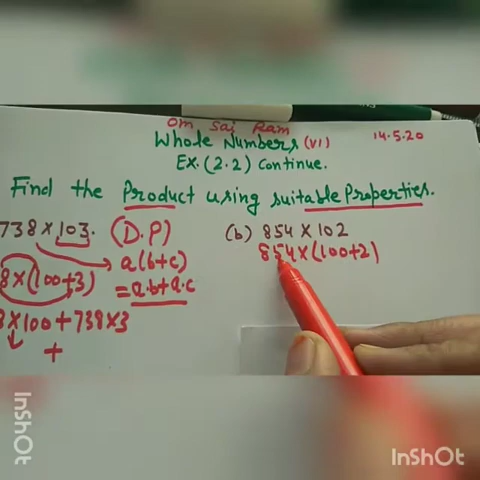 Om Sai Ram
Whole Numbers (VI) 14.5.20
Ex. (2.2) Continue.
Find the Product using suitable Properties.
738 × 103. (D.P)
8×(100+3) a(b+c)
= a.b+a.c
8×100+738×3
+
(b) 854 × 102
854×(100+2)
InShOt
InShOt